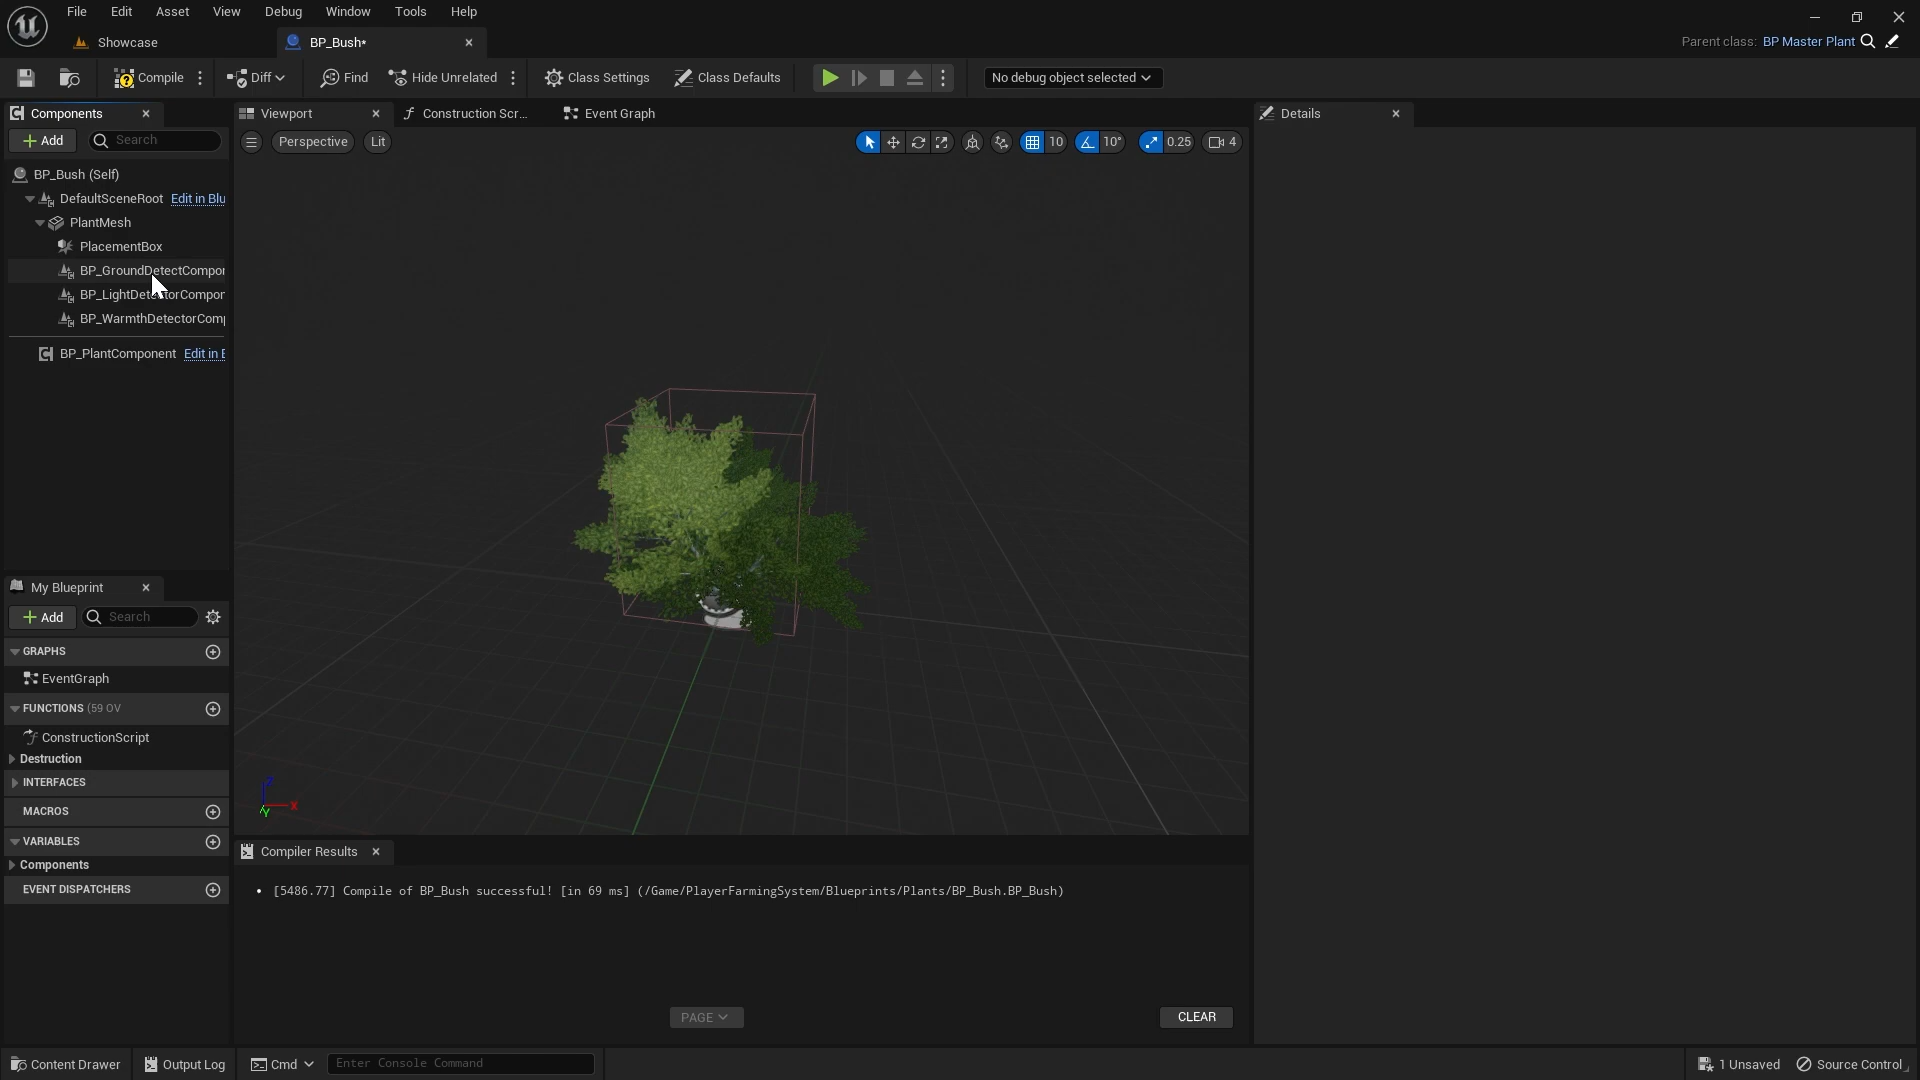 File Edit Asset View Debug Window Tools Help
Showcase
BP_Bush*
Parent class: BP Master Plant
Compile
Diff
Find
Hide Unrelated
Class Settings
Class Defaults
No debug object selected
Components
Viewport
Construction Scr...
Event Graph
Details
Add
Search
Perspective
Lit
10
10°
0.25
4
BP_Bush (Self)
DefaultSceneRoot Edit in Blu
PlantMesh
PlacementBox
BP_GroundDetectCompor
BP_LightDetectorCompor
BP_WarmthDetectorComp
BP_PlantComponent Edit in E
My Blueprint
Add
Search
GRAPHS
EventGraph
FUNCTIONS (59 OV
ConstructionScript
Destruction
INTERFACES
MACROS
VARIABLES
Components
EVENT DISPATCHERS
Z
X
Y
Compiler Results
• [5486.77] Compile of BP_Bush successful! [in 69 ms] (/Game/PlayerFarmingSystem/Blueprints/Plants/BP_Bush.BP_Bush)
PAGE
CLEAR
Content Drawer
Output Log
Cmd
Enter Console Command
1 Unsaved
Source Control